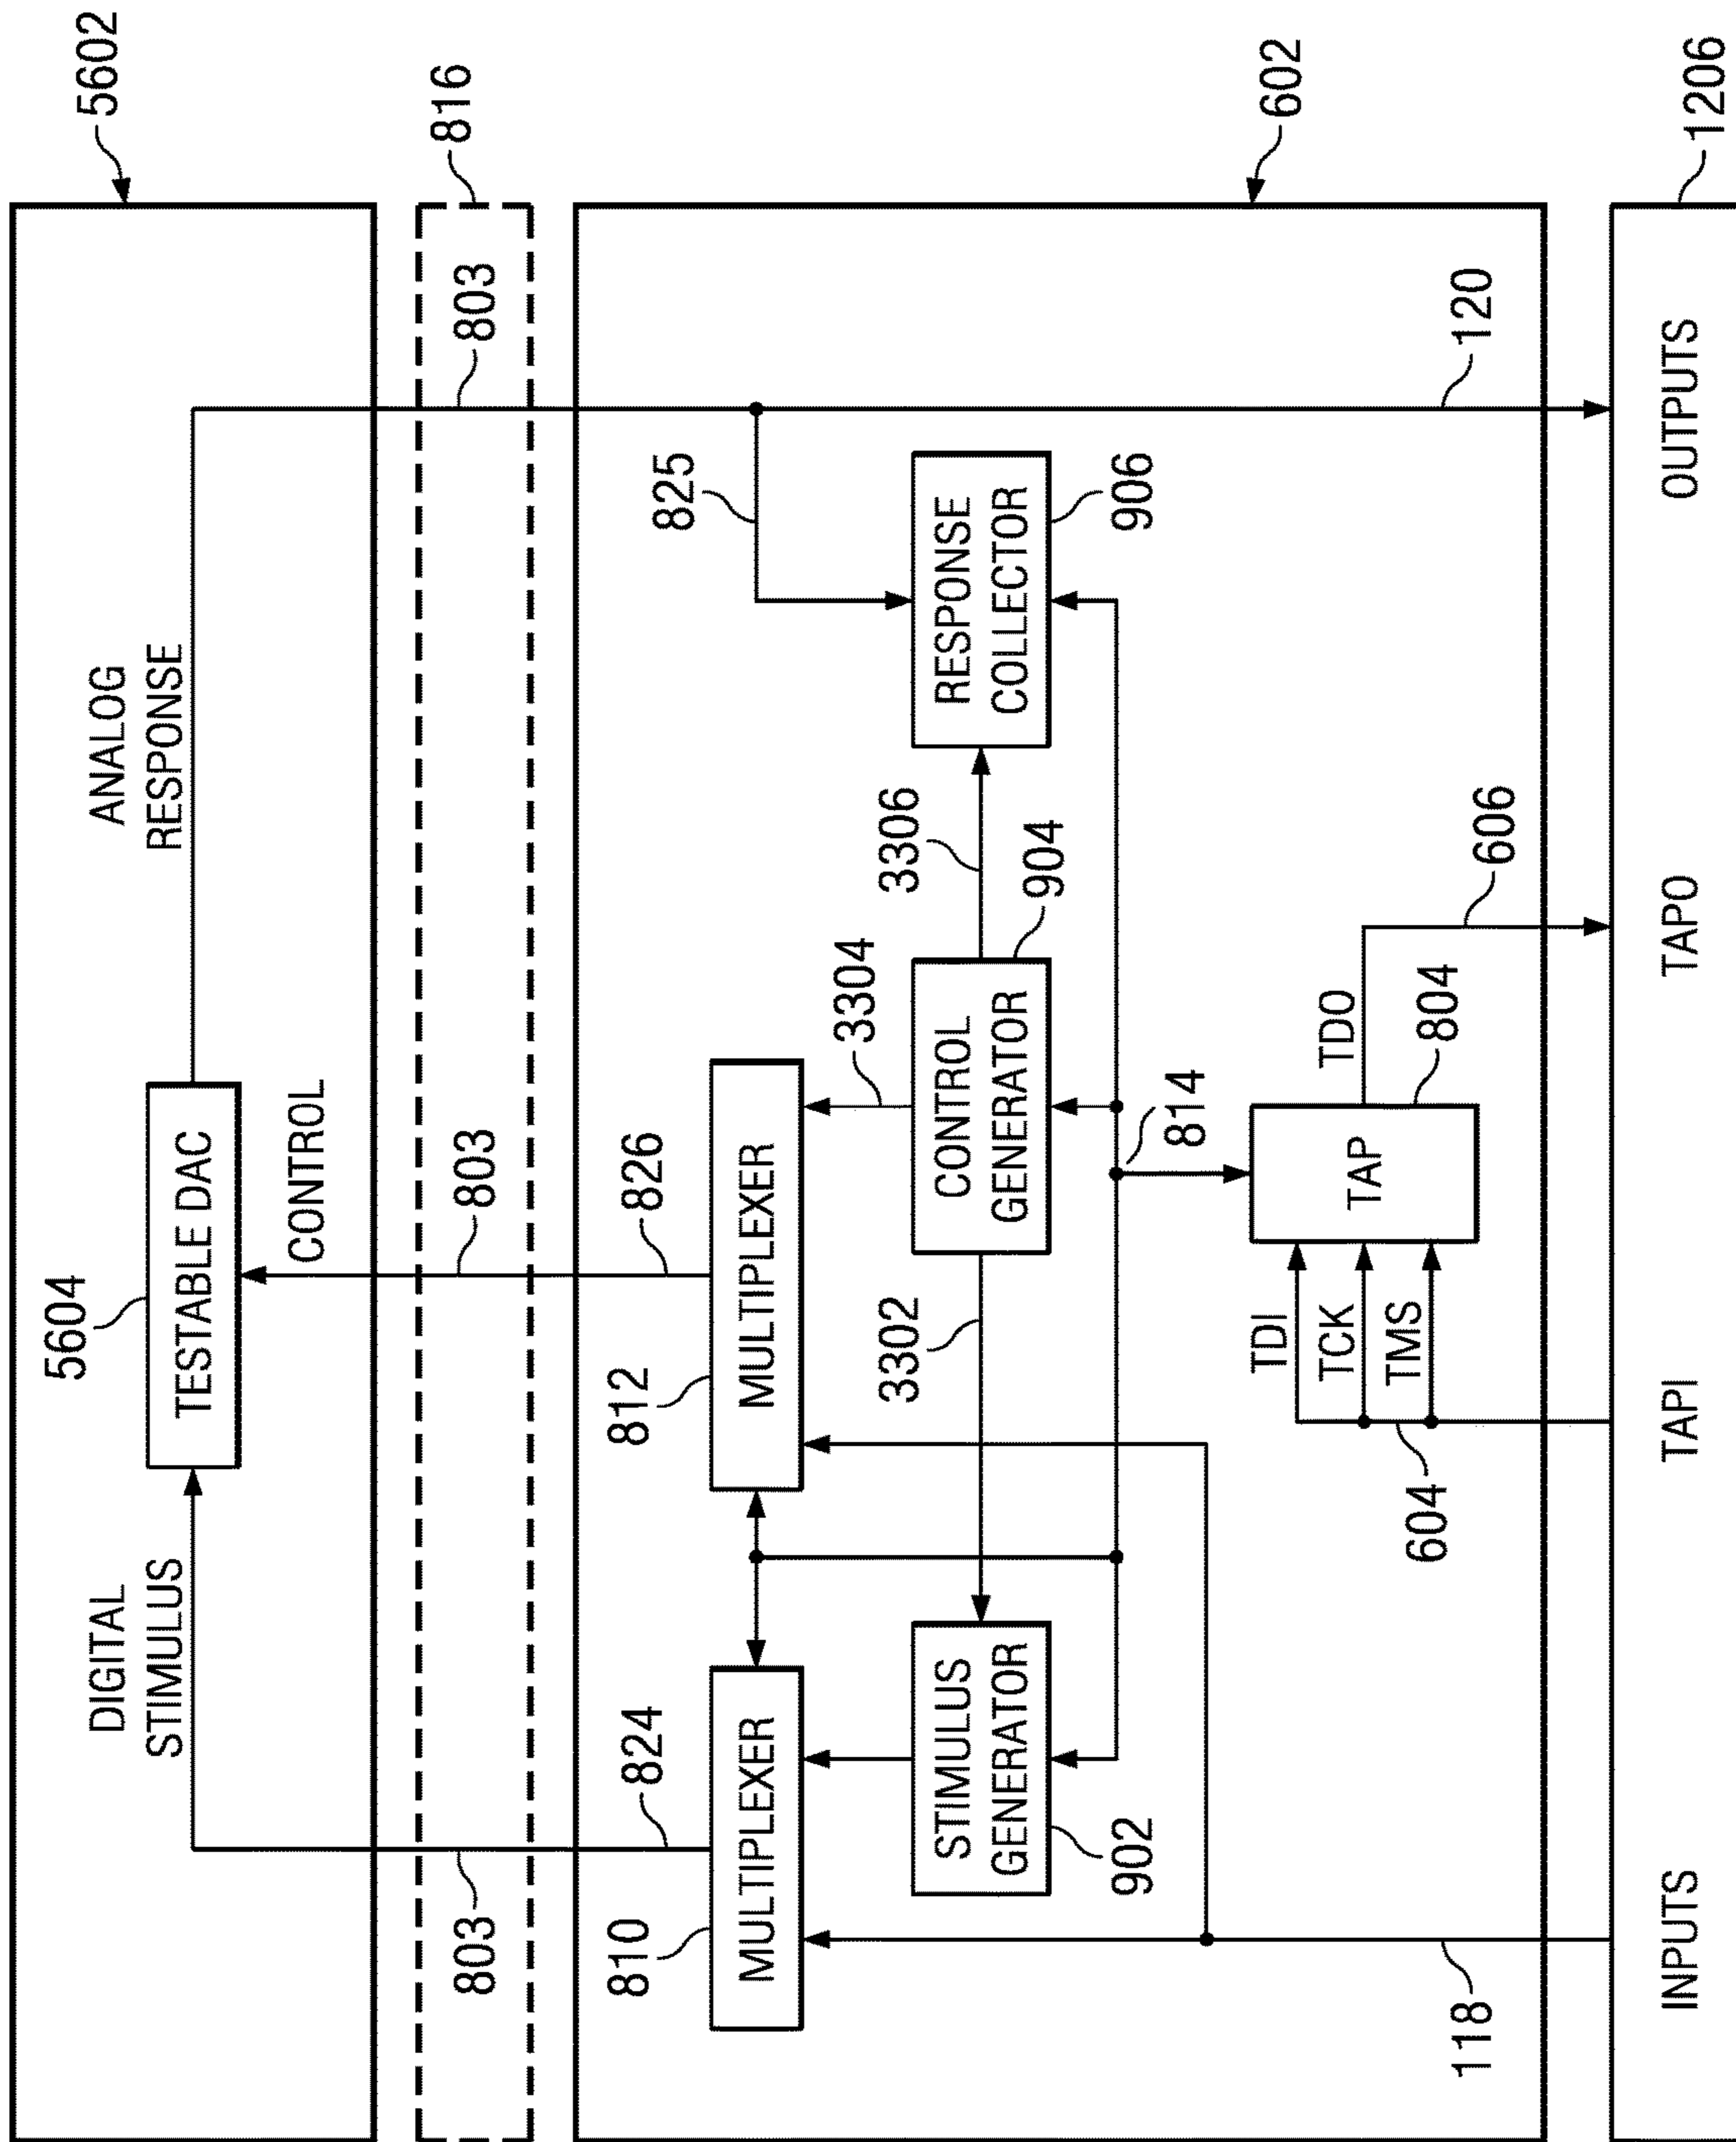 5602
816
602
1206
5604
TESTABLE DAC
DIGITAL
STIMULUS
CONTROL
ANALOG
RESPONSE
803
803
803
824
826
825
810
MULTIPLEXER
812
MULTIPLEXER
3304
3302
3306
STIMULUS
GENERATOR
902
CONTROL
GENERATOR
904
RESPONSE
COLLECTOR
906
814
TDI
TCK
TMS
TAP
TDO
804
118
604
606
120
INPUTS
TAPI
TAPO
OUTPUTS